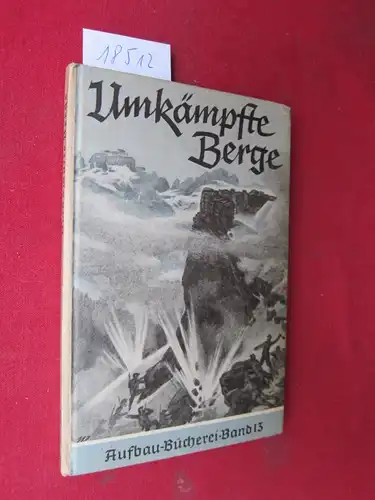 18512
Umkämpfte
Berge
Aufbau-Bücherei · Band 13